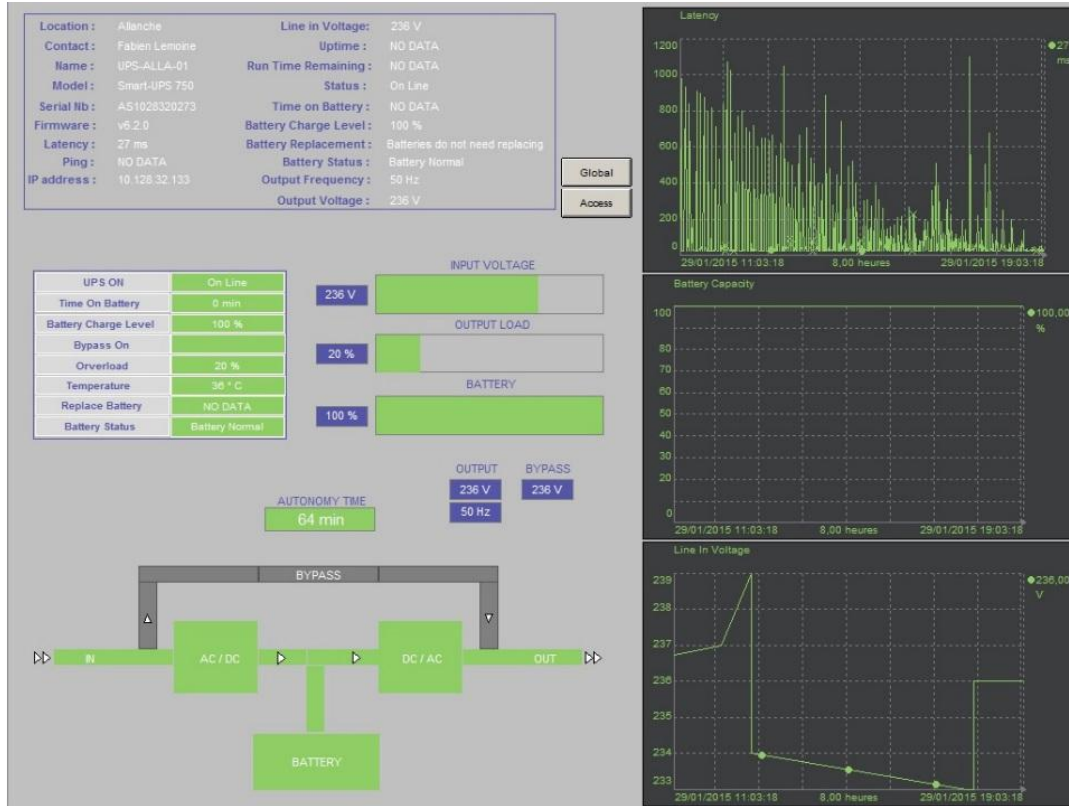 Location : Allanche Line in Voltage: 236 V
Contact : Fabien Lemoine Uptime : NO DATA
Name : UPS-ALLA-01 Run Time Remaining : NO DATA
Model : Smart-UPS 750 Status : On Line
Serial Nb : AS1028320273 Time on Battery : NO DATA
Firmware : v6.2.0 Battery Charge Level : 100 %
Latency : 27 ms Battery Replacement : Batteries do not need replacing
Ping : NO DATA Battery Status : Battery Normal
IP address : 10.128.32.133 Output Frequency : 50 Hz
Output Voltage : 236 V
Global
Access
UPS ON On Line
Time On Battery 0 min
Battery Charge Level 100 %
Bypass On
Orverload 20 %
Temperature 36 ° C
Replace Battery NO DATA
Battery Status Battery Normal
INPUT VOLTAGE
236 V
OUTPUT LOAD
20 %
BATTERY
100 %
OUTPUT BYPASS
236 V 236 V
50 Hz
AUTONOMY TIME
64 min
BYPASS
IN AC / DC DC / AC OUT
BATTERY
Latency
1200
1000
800
600
400
200
0
27
ms
29/01/2015 11:03:18 8,00 heures 29/01/2015 19:03:18
Battery Capacity
100
80
70
60
50
40
30
20
0
100,00
%
29/01/2015 11:03:18 8,00 heures 29/01/2015 19:03:18
Line In Voltage
239
238
237
236
235
234
233
236,00
V
29/01/2015 11:03:18 8,00 heures 29/01/2015 19:03:18